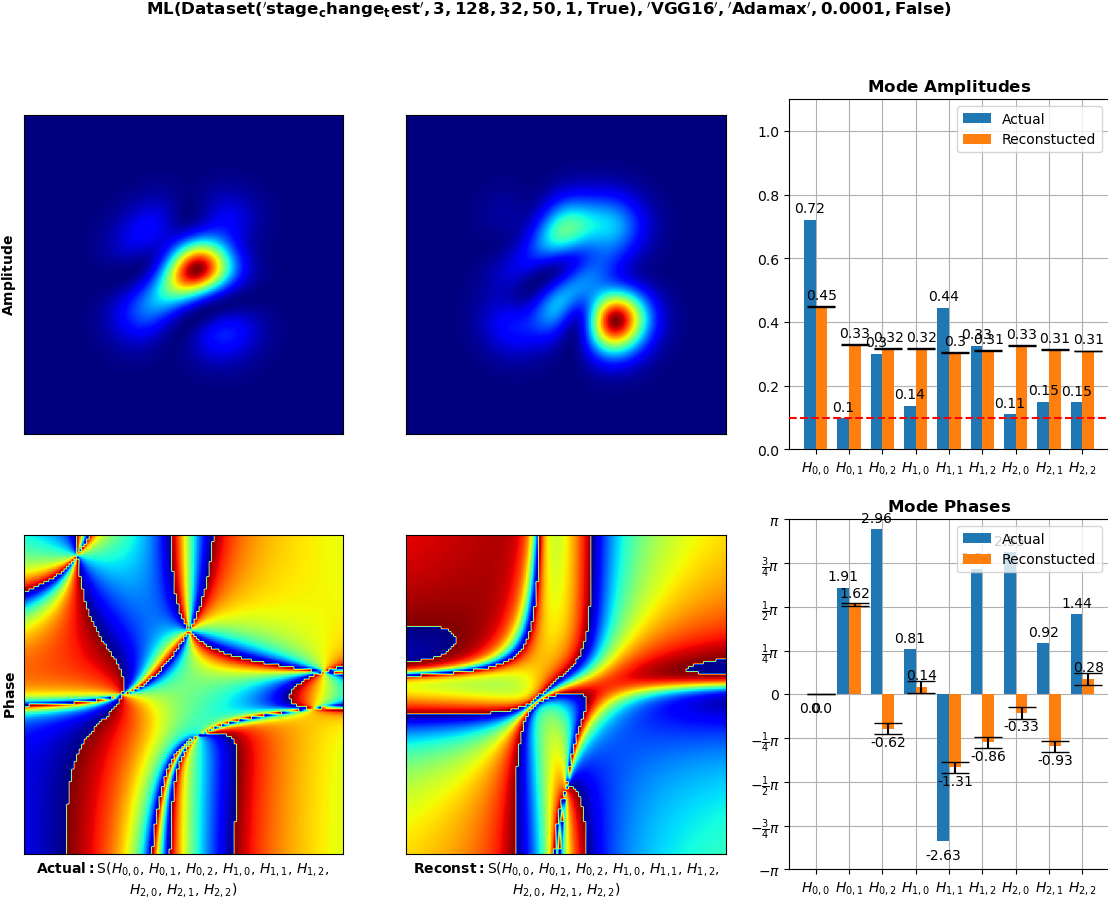 ML(Dataset('stage_change_test', 3, 128, 32, 50, 1, True), 'VGG16', 'Adamax', 0.0001, False)
Amplitude
Mode Amplitudes
Actual
Reconstucted
1.0
0.8
0.6
0.4
0.2
0.0
0.72
0.45
0.1
0.33
0.3
0.32
0.14
0.32
0.44
0.3
0.33
0.31
0.11
0.33
0.15
0.31
0.15
0.31
H0,0 H0,1 H0,2 H1,0 H1,1 H1,2 H2,0 H2,1 H2,2
Phase
Actual: S(H0,0, H0,1, H0,2, H1,0, H1,1, H1,2,
H2,0, H2,1, H2,2)
Reconst: S(H0,0, H0,1, H0,2, H1,0, H1,1, H1,2,
H2,0, H2,1, H2,2)
Mode Phases
Actual
Reconstucted
π
3/4π
1/2π
1/4π
0
−1/4π
−1/2π
−3/4π
−π
0.0
0.0
1.91
1.62
2.96
-0.62
0.81
0.14
-2.63
-1.31
-0.86
-0.33
0.92
-0.93
1.44
0.28
H0,0 H0,1 H0,2 H1,0 H1,1 H1,2 H2,0 H2,1 H2,2